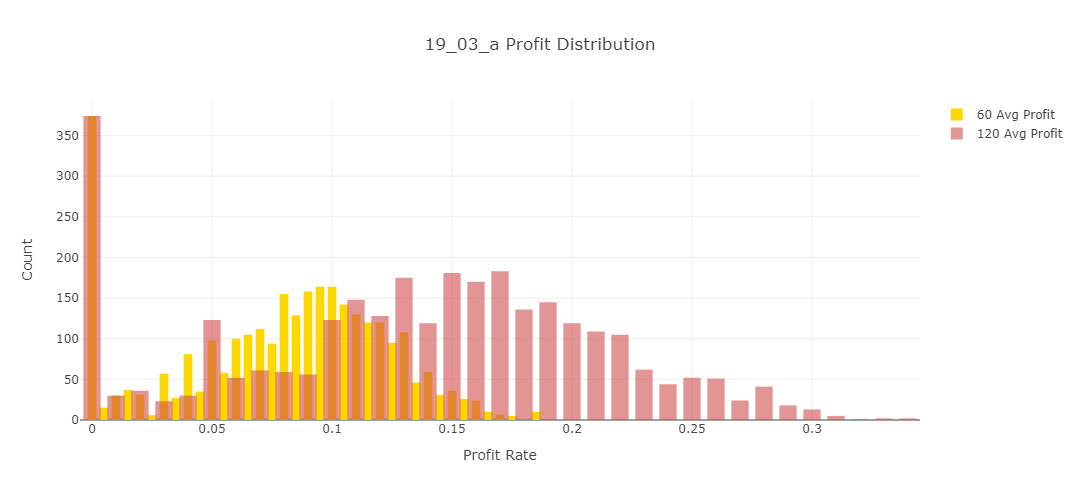 19_03_a Profit Distribution
60 Avg Profit
120 Avg Profit
350
300
250
200
150
100
50
0
Count
0 0.05 0.1 0.15 0.2 0.25 0.3
Profit Rate